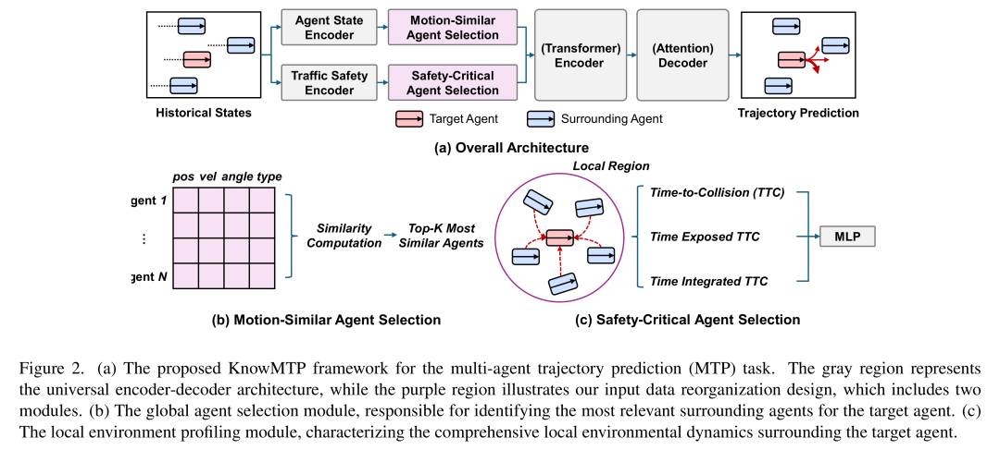 Agent State
Encoder
Motion-Similar
Agent Selection
Traffic Safety
Encoder
Safety-Critical
Agent Selection
(Transformer)
Encoder
(Attention)
Decoder
Historical States
Trajectory Prediction
Target Agent
Surrounding Agent
(a) Overall Architecture
pos vel angle type
gent 1
⋮
gent N
Similarity
Computation
Top-K Most
Similar Agents
(b) Motion-Similar Agent Selection
Local Region
Time-to-Collision (TTC)
Time Exposed TTC
Time Integrated TTC
MLP
(c) Safety-Critical Agent Selection
Figure 2. (a) The proposed KnowMTP framework for the multi-agent trajectory prediction (MTP) task. The gray region represents
the universal encoder-decoder architecture, while the purple region illustrates our input data reorganization design, which includes two
modules. (b) The global agent selection module, responsible for identifying the most relevant surrounding agents for the target agent. (c)
The local environment profiling module, characterizing the comprehensive local environmental dynamics surrounding the target agent.